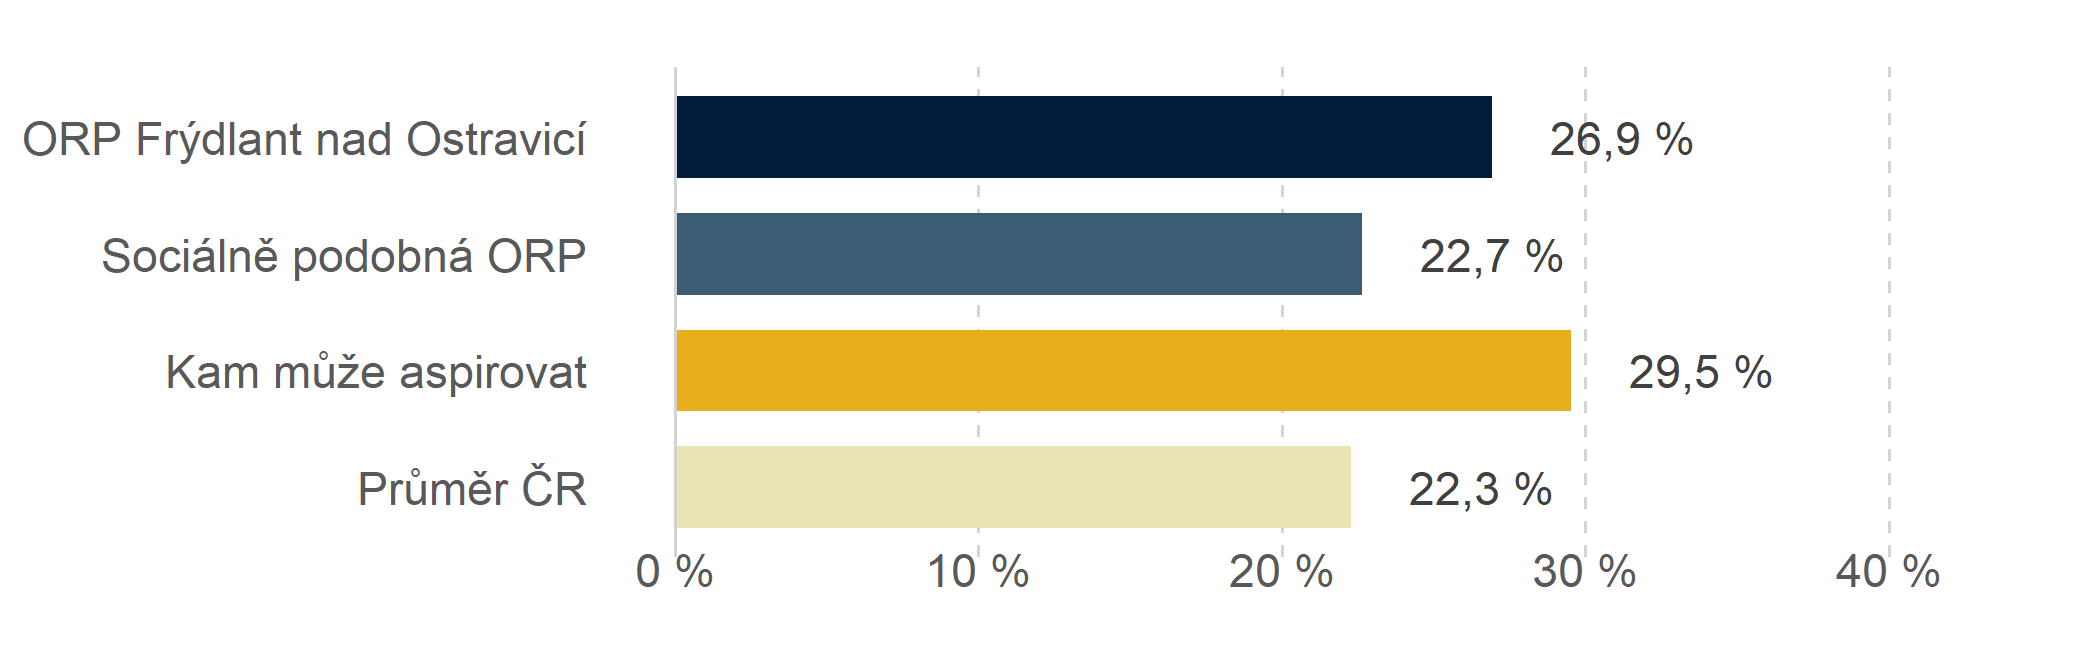 ORP Frýdlant nad Ostravicí
26,9 %
Sociálně podobná ORP
22,7 %
Kam může aspirovat
29,5 %
Průměr ČR
22,3 %
0 %
10 %
20 %
30 %
40 %